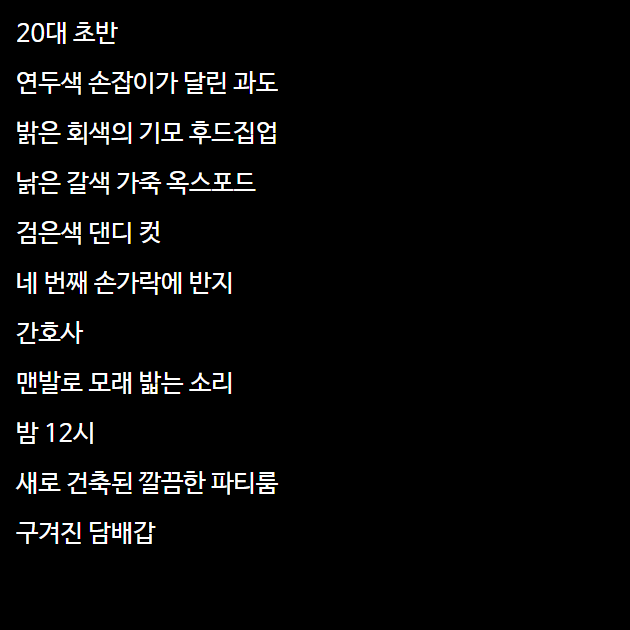 20대 초반
연두색 손잡이가 달린 과도
밝은 회색의 기모 후드집업
낡은 갈색 가죽 옥스포드
검은색 댄디 컷
네 번째 손가락에 반지
간호사
맨발로 모래 밟는 소리
밤 12시
새로 건축된 깔끔한 파티룸
구겨진 담배갑